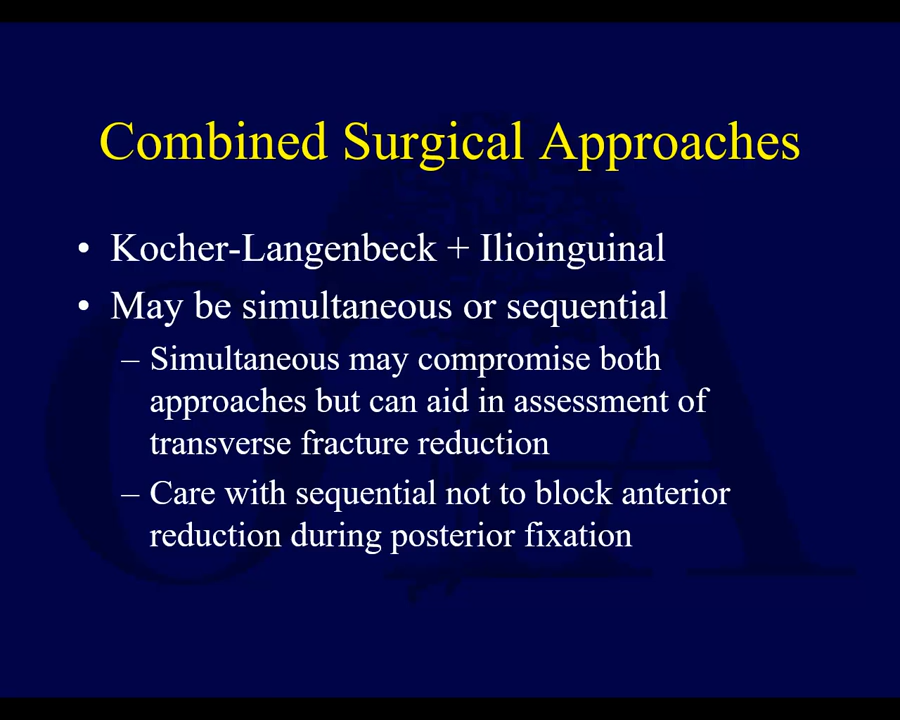 Combined Surgical Approaches
• Kocher-Langenbeck + Ilioinguinal
• May be simultaneous or sequential
– Simultaneous may compromise both
approaches but can aid in assessment of
transverse fracture reduction
– Care with sequential not to block anterior
reduction during posterior fixation
OTA